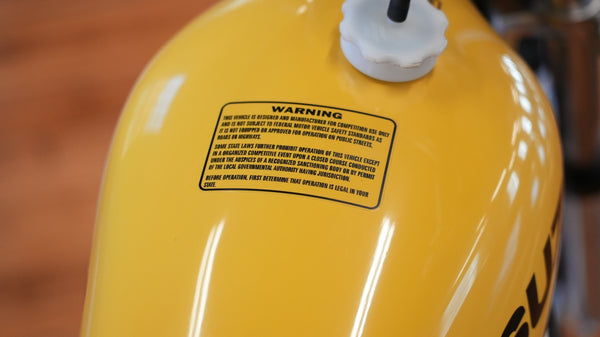 WARNING
THIS VEHICLE IS DESIGNED AND MANUFACTURED FOR COMPETITION USE ONLY
AND IS NOT SUBJECT TO FEDERAL MOTOR VEHICLE SAFETY STANDARDS AS
IT IS NOT EQUIPPED OR APPROVED FOR OPERATION ON PUBLIC STREETS,
ROADS OR HIGHWAYS.
SOME STATE LAWS FURTHER PROHIBIT OPERATION OF THIS VEHICLE EXCEPT
IN A ORGANIZED COMPETITIVE EVENT UPON A CLOSED COURSE CONDUCTED
UNDER THE AUSPICES OF A RECOGNIZED SANCTIONING BODY OR BY PERMIT
OF THE LOCAL GOVERNMENTAL AUTHORITY HAVING JURISDICTION.
BEFORE OPERATION, FIRST DETERMINE THAT OPERATION IS LEGAL IN YOUR
STATE.
SU